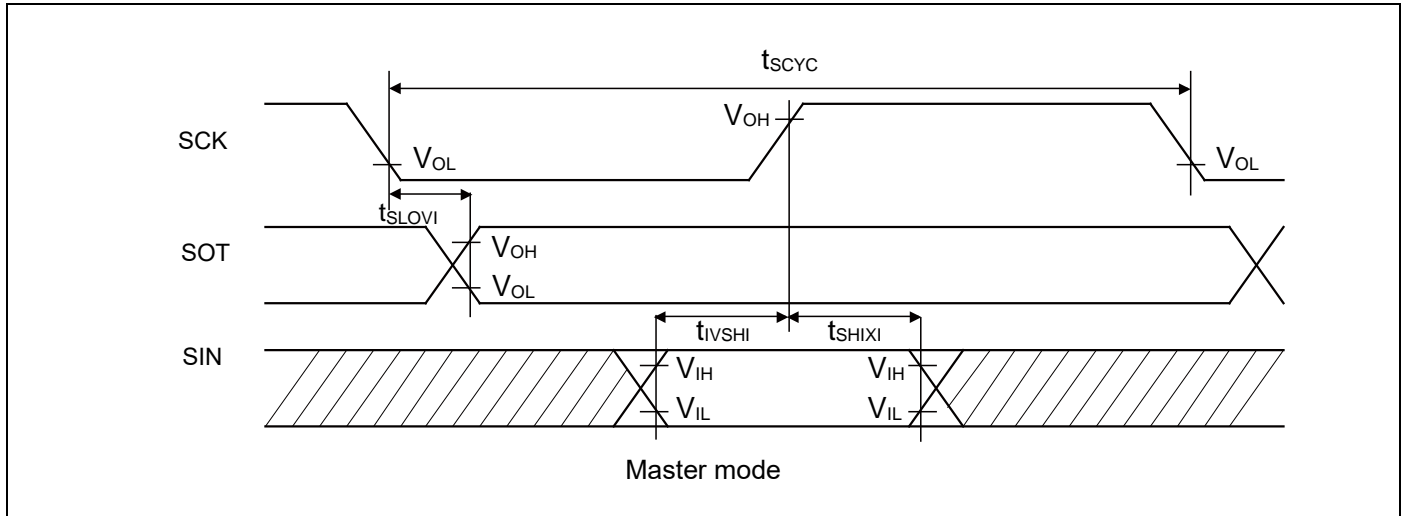 tSCYC
SCK
VOH
VOL
VOL
tSLOVI
SOT
VOH
VOL
tIVSHI
tSHIXI
SIN
VIH
VIH
VIL
VIL
Master mode